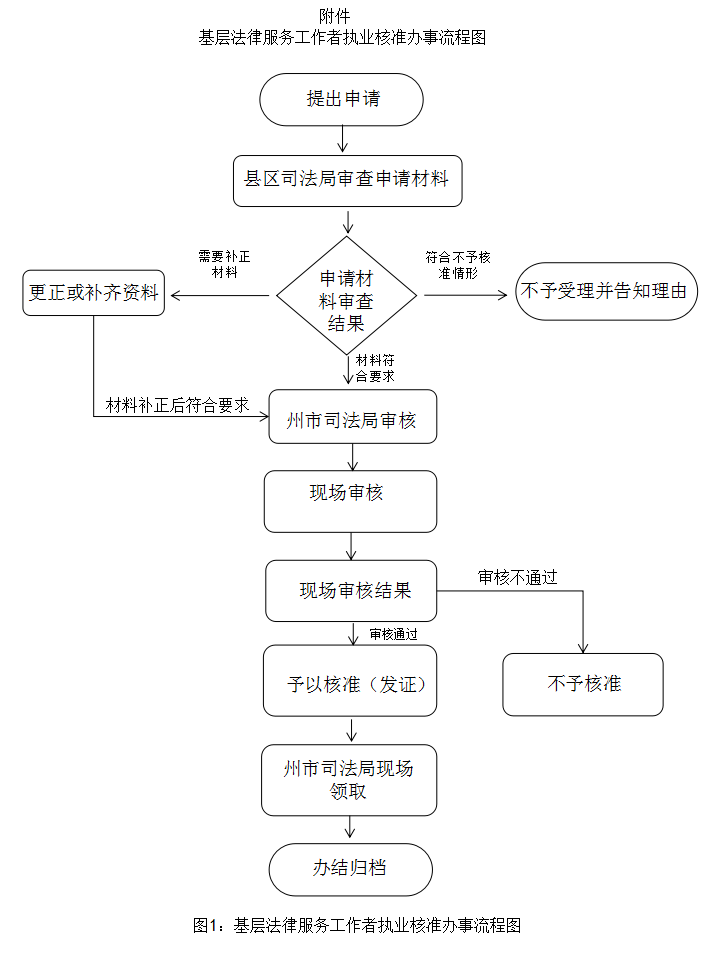 附件
基层法律服务工作者执业核准办事流程图
提出申请
县区司法局审查申请材料
需要补正
材料
符合不予核
准情形
申请材
料审查
结果
更正或补齐资料
不予受理并告知理由
材料符
合要求
材料补正后符合要求
州市司法局审核
现场审核
现场审核结果
审核不通过
审核通过
予以核准（发证）
不予核准
州市司法局现场
领取
办结归档
图1：基层法律服务工作者执业核准办事流程图